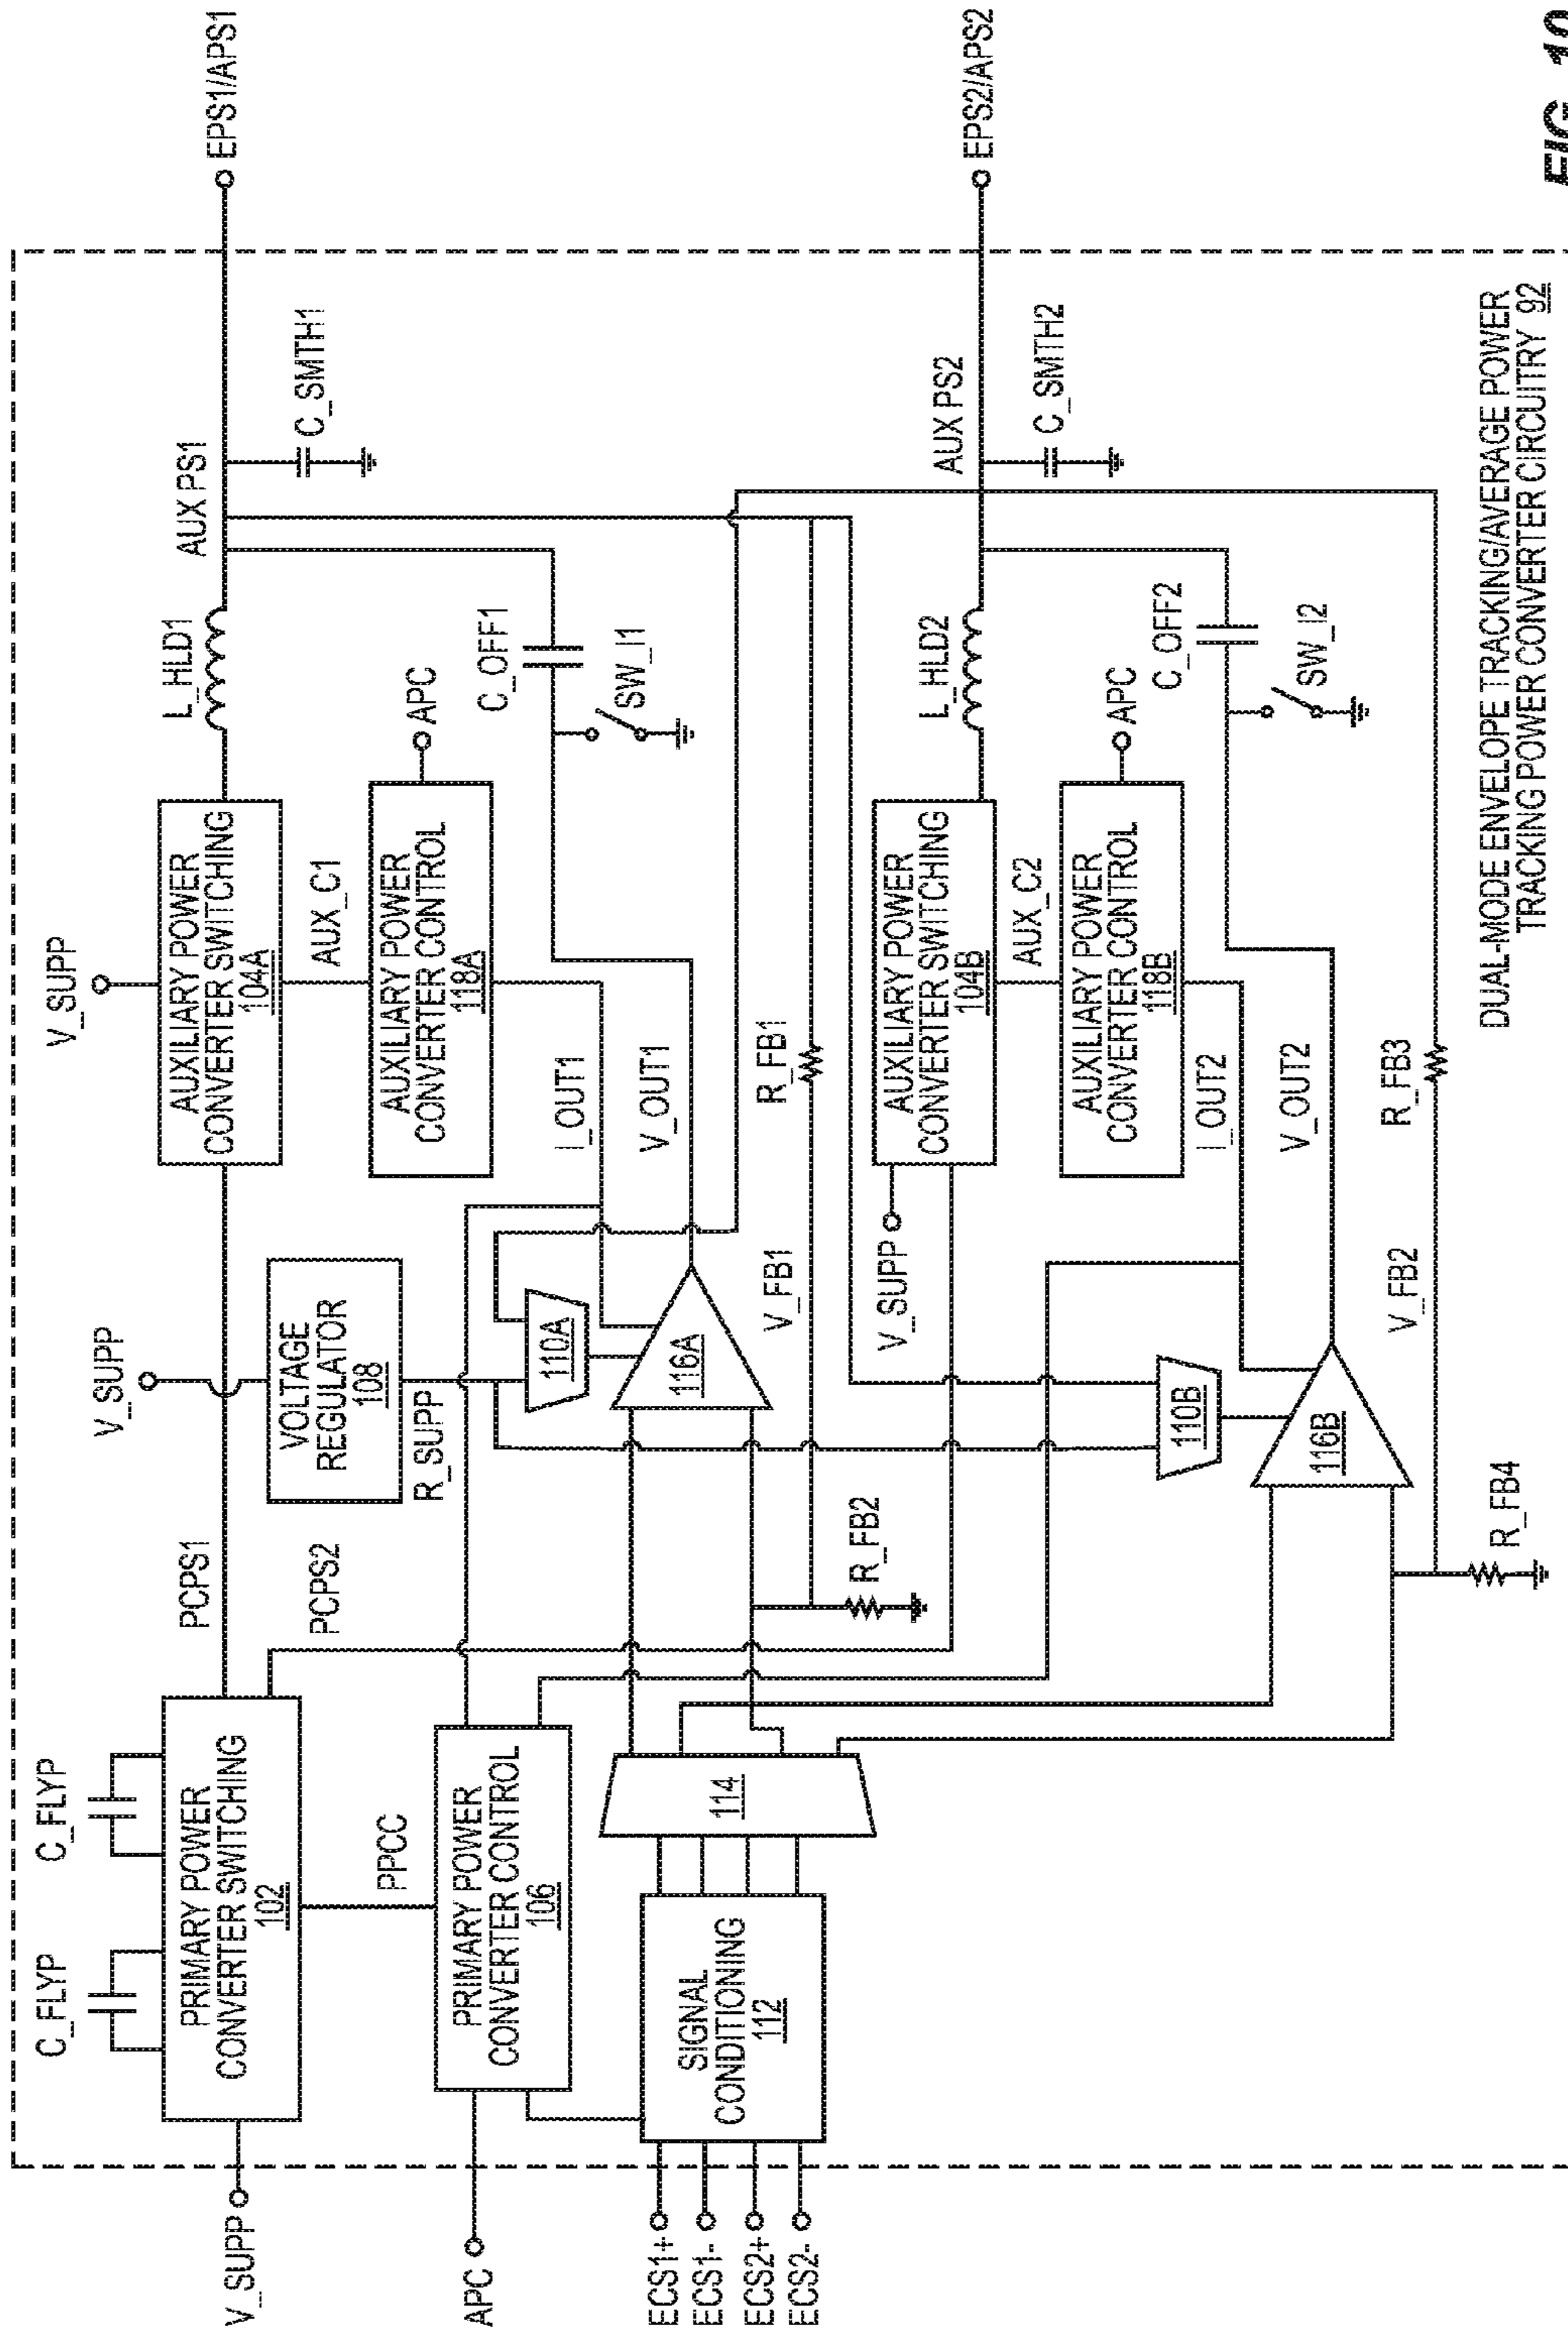 C_FLYP
C_FLYP
V_SUPP
V_SUPP
V_SUPP
PRIMARY POWER
CONVERTER SWITCHING
102
PCPS1
PCPS2
AUXILIARY POWER
CONVERTER SWITCHING
104A
L_HLD1
AUX PS1
EPS1/APS1
C_SMTH1
VOLTAGE
REGULATOR
108
R_SUPP
AUX_C1
AUXILIARY POWER
CONVERTER CONTROL
118A
APC
PPCC
APC
PRIMARY POWER
CONVERTER CONTROL
106
110A
I_OUT1
C_OFF1
SW_I1
116A
V_OUT1
ECS1+
ECS1-
ECS2+
ECS2-
SIGNAL
CONDITIONING
112
114
R_FB2
V_FB1
R_FB1
V_SUPP
AUXILIARY POWER
CONVERTER SWITCHING
104B
L_HLD2
AUX PS2
EPS2/APS2
C_SMTH2
AUX_C2
AUXILIARY POWER
CONVERTER CONTROL
118B
APC
110B
I_OUT2
C_OFF2
SW_I2
116B
V_OUT2
R_FB4
V_FB2
R_FB3
DUAL-MODE ENVELOPE TRACKING/AVERAGE POWER
TRACKING POWER CONVERTER CIRCUITRY 92
FIG. 10